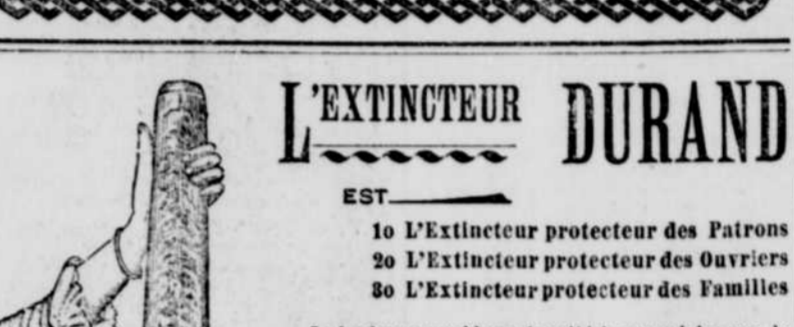 L'EXTINCTEUR DURAND
EST
1o L'Extincteur protecteur des Patrons
2o L'Extincteur protecteur des Ouvriers
3o L'Extincteur protecteur des Familles